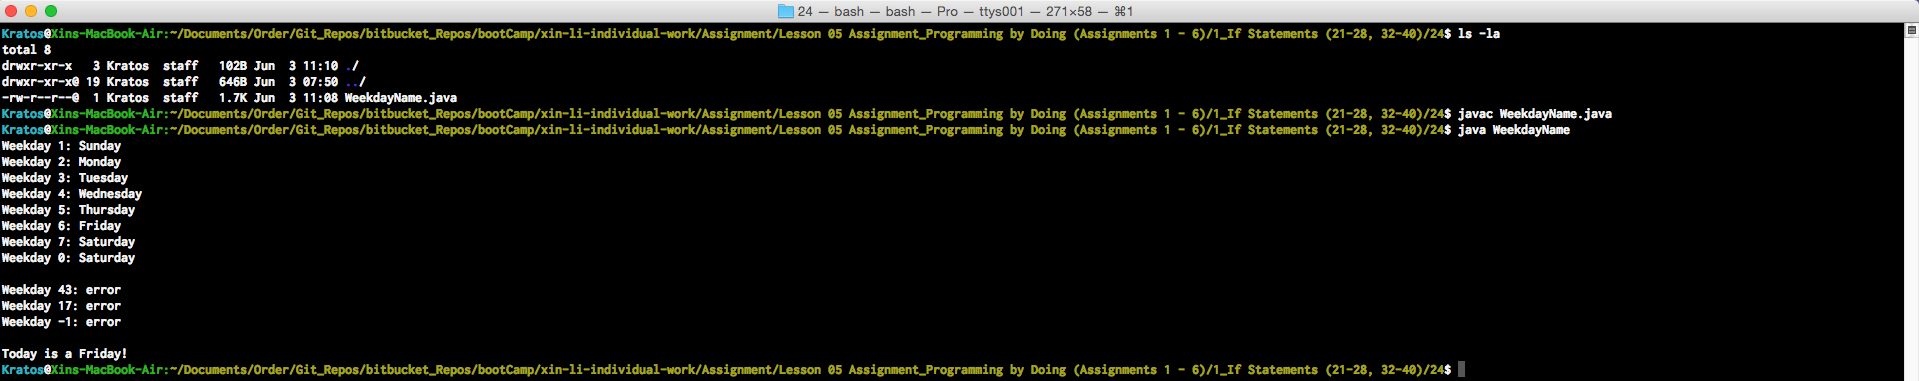 24 — bash — bash — Pro — ttys001 — 271×58 — ⌘1
Kratos@Xins-MacBook-Air:~/Documents/Order/Git_Repos/bitbucket_Repos/bootCamp/xin-li-individual-work/Assignment/Lesson 05 Assignment_Programming by Doing (Assignments 1 - 6)/1_If Statements (21-28, 32-40)/24$ ls -la
total 8
drwxr-xr-x   3 Kratos  staff   102B Jun  3 11:10 ./
drwxr-xr-x@ 19 Kratos  staff   646B Jun  3 07:50 ../
-rw-r--r--@  1 Kratos  staff   1.7K Jun  3 11:08 WeekdayName.java
Kratos@Xins-MacBook-Air:~/Documents/Order/Git_Repos/bitbucket_Repos/bootCamp/xin-li-individual-work/Assignment/Lesson 05 Assignment_Programming by Doing (Assignments 1 - 6)/1_If Statements (21-28, 32-40)/24$ javac WeekdayName.java
Kratos@Xins-MacBook-Air:~/Documents/Order/Git_Repos/bitbucket_Repos/bootCamp/xin-li-individual-work/Assignment/Lesson 05 Assignment_Programming by Doing (Assignments 1 - 6)/1_If Statements (21-28, 32-40)/24$ java WeekdayName
Weekday 1: Sunday
Weekday 2: Monday
Weekday 3: Tuesday
Weekday 4: Wednesday
Weekday 5: Thursday
Weekday 6: Friday
Weekday 7: Saturday
Weekday 0: Saturday
Weekday 43: error
Weekday 17: error
Weekday -1: error
Today is a Friday!
Kratos@Xins-MacBook-Air:~/Documents/Order/Git_Repos/bitbucket_Repos/bootCamp/xin-li-individual-work/Assignment/Lesson 05 Assignment_Programming by Doing (Assignments 1 - 6)/1_If Statements (21-28, 32-40)/24$